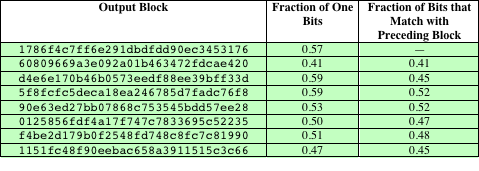 Output Block Fraction of One Fraction of Bits that
Bits Match with
Preceding Block
1786f4c7ff6e291dbdfdd90ec3453176 0.57 —
60809669a3e092a01b463472fdcae420 0.41 0.41
d4e6e170b46b0573eedf88ee39bff33d 0.59 0.45
5f8fcfc5deca18ea246785d7fadc76f8 0.59 0.52
90e63ed27bb07868c753545bdd57ee28 0.53 0.52
0125856fdf4a17f747c7833695c52235 0.50 0.47
f4be2d179b0f2548fd748c8fc7c81990 0.51 0.48
1151fc48f90eebac658a3911515c3c66 0.47 0.45